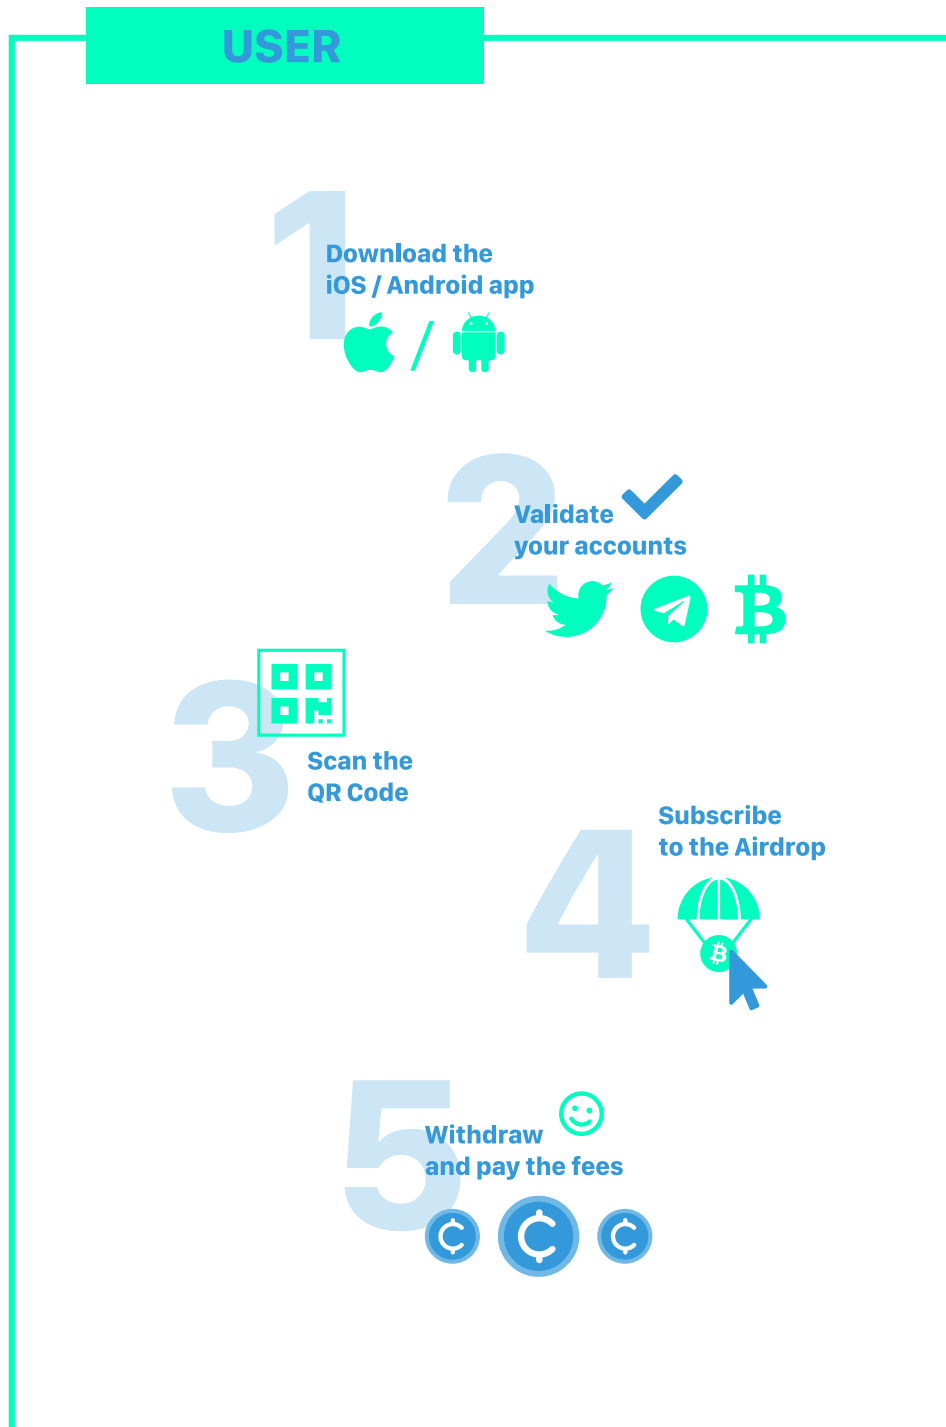 USER
1
Download the
iOS / Android app
/
2
Validate
your accounts
3
Scan the
QR Code
4
Subscribe
to the Airdrop
5
Withdraw
and pay the fees